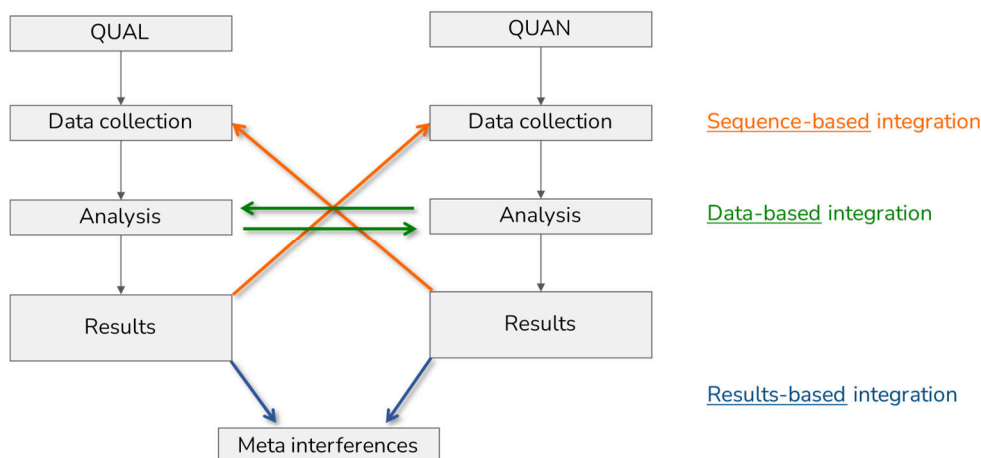 QUAL
QUAN
Data collection
Data collection
Sequence-based integration
Analysis
Analysis
Data-based integration
Results
Results
Results-based integration
Meta interferences